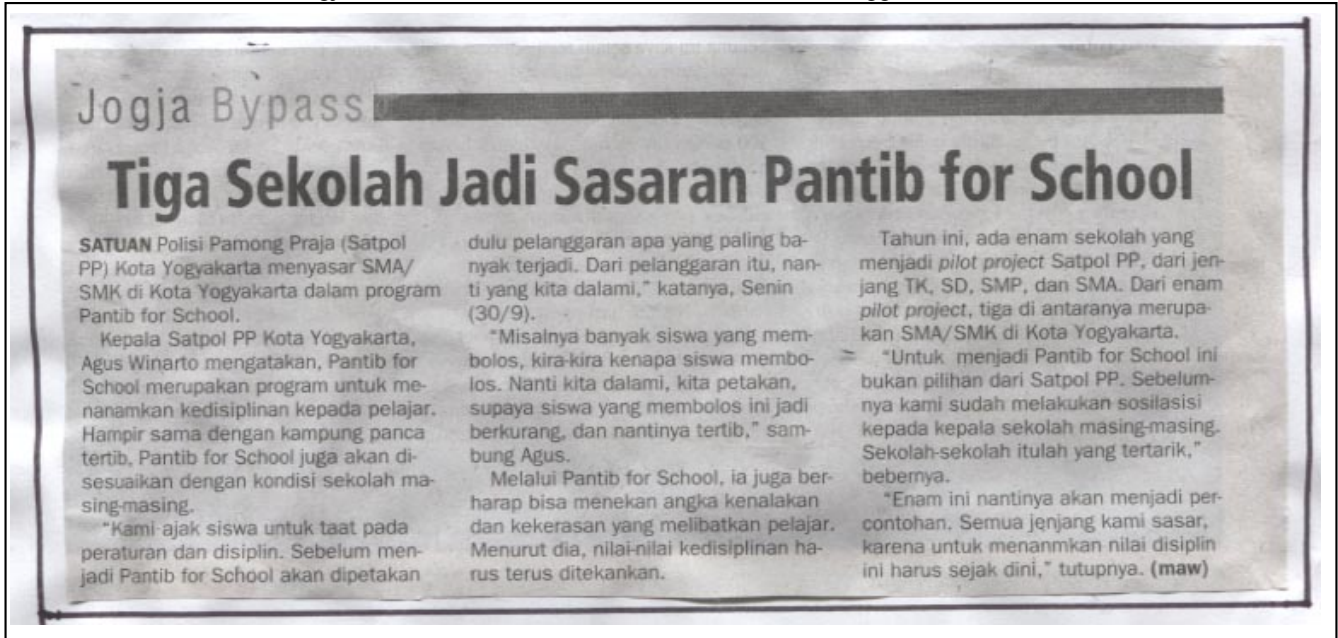 Jogja Bypass
Tiga Sekolah Jadi Sasaran Pantib for School
SATUAN Polisi Pamong Praja (Satpol
PP) Kota Yogyakarta menyasar SMA/
SMK di Kota Yogyakarta dalam program
Pantib for School.
Kepala Satpol PP Kota Yogyakarta,
Agus Winarto mengatakan, Pantib for
School merupakan program untuk me-
nanamkan kedisiplinan kepada pelajar.
Hampir sama dengan kampung panca
tertib, Pantib for School juga akan di-
sesuaikan dengan kondisi sekolah ma-
sing-masing.
"Kami ajak siswa untuk taat pada
peraturan dan disiplin. Sebelum men-
jadi Pantib for School akan dipetakan
dulu pelanggaran apa yang paling ba-
nyak terjadi. Dari pelanggaran itu, nan-
ti yang kita dalami," katanya, Senin
(30/9).
"Misalnya banyak siswa yang mem-
bolos, kira-kira kenapa siswa membo-
los. Nanti kita dalami, kita petakan,
supaya siswa yang membolos ini jadi
berkurang, dan nantinya tertib," sam-
bung Agus.
Melalui Pantib for School, ia juga ber-
harap bisa menekan angka kenalakan
dan kekerasan yang melibatkan pelajar.
Menurut dia, nilai-nilai kedisiplinan ha-
rus terus ditekankan.
Tahun ini, ada enam sekolah yang
menjadi pilot project Satpol PP, dari jen-
jang TK, SD, SMP, dan SMA. Dari enam
pilot project, tiga di antaranya merupa-
kan SMA/SMK di Kota Yogyakarta.
"Untuk menjadi Pantib for School ini
bukan pilihan dari Satpol PP. Sebelum-
nya kami sudah melakukan sosilasisi
kepada kepala sekolah masing-masing.
Sekolah-sekolah itulah yang tertarik,"
bebernya.
"Enam ini nantinya akan menjadi per-
contohan. Semua jenjang kami sasar,
karena untuk menanmkan nilai disiplin
ini harus sejak dini," tutupnya. (maw)